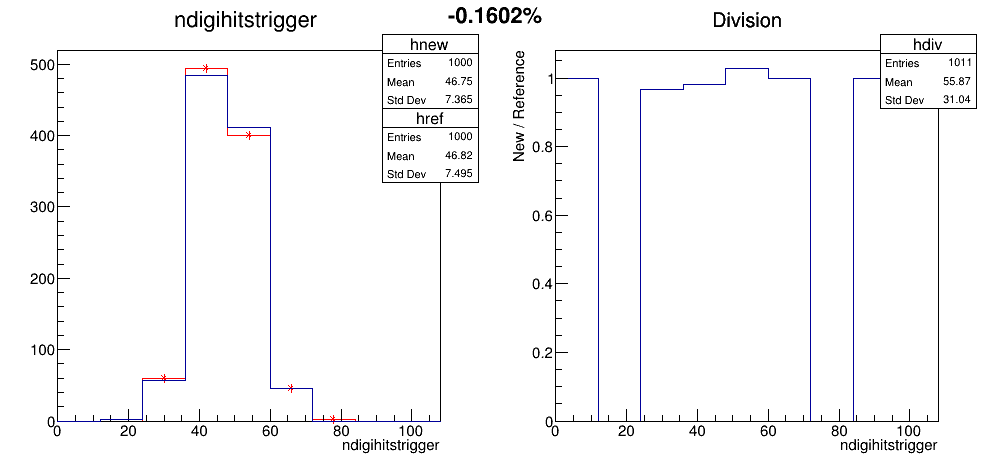 -0.1602%
ndigihitstrigger
hnew
Entries 1000
Mean 46.75
Std Dev 7.365
href
Entries 1000
Mean 46.82
Std Dev 7.495
500
400
300
200
100
0
0 20 40 60 80 100
ndigihitstrigger
Division
hdiv
Entries 1011
Mean 55.87
Std Dev 31.04
New / Reference
1
0.8
0.6
0.4
0.2
0
0 20 40 60 80 100
ndigihitstrigger